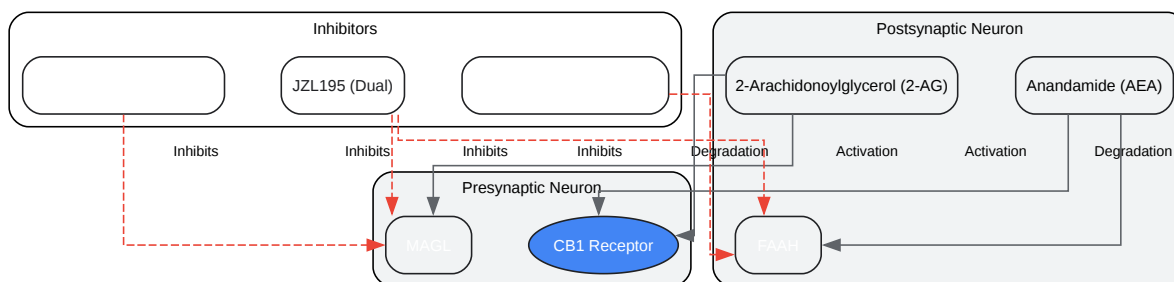 Inhibitors
Postsynaptic Neuron
JZL195 (Dual)
2-Arachidonoylglycerol (2-AG)
Anandamide (AEA)
Inhibits
Inhibits
Inhibits
Inhibits
Degradation
Activation
Activation
Degradation
Presynaptic Neuron
MAGL
CB1 Receptor
FAAH